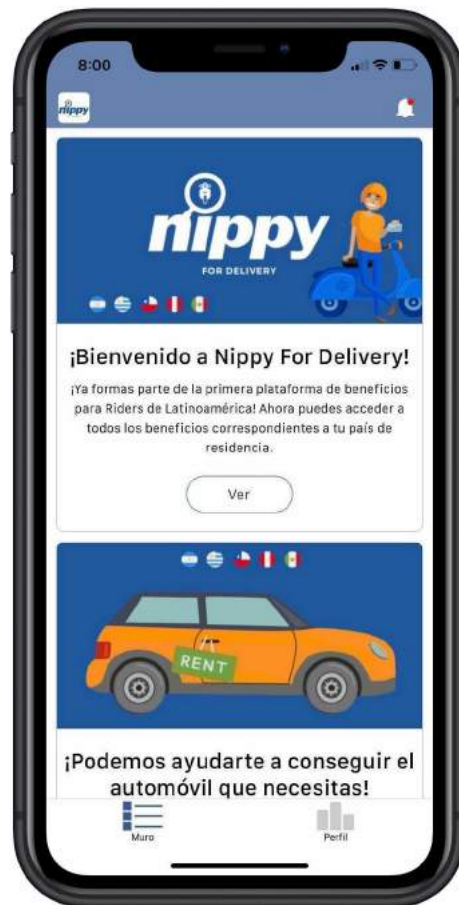 8:00
nippy
nippy
FOR DELIVERY
¡Bienvenido a Nippy For Delivery!
¡Ya formas parte de la primera plataforma de beneficios
para Riders de Latinoamérica! Ahora puedes acceder a
todos los beneficios correspondientes a tu país de
residencia.
Ver
RENT
¡Podemos ayudarte a conseguir el
automóvil que necesitas!
Muro
Perfil